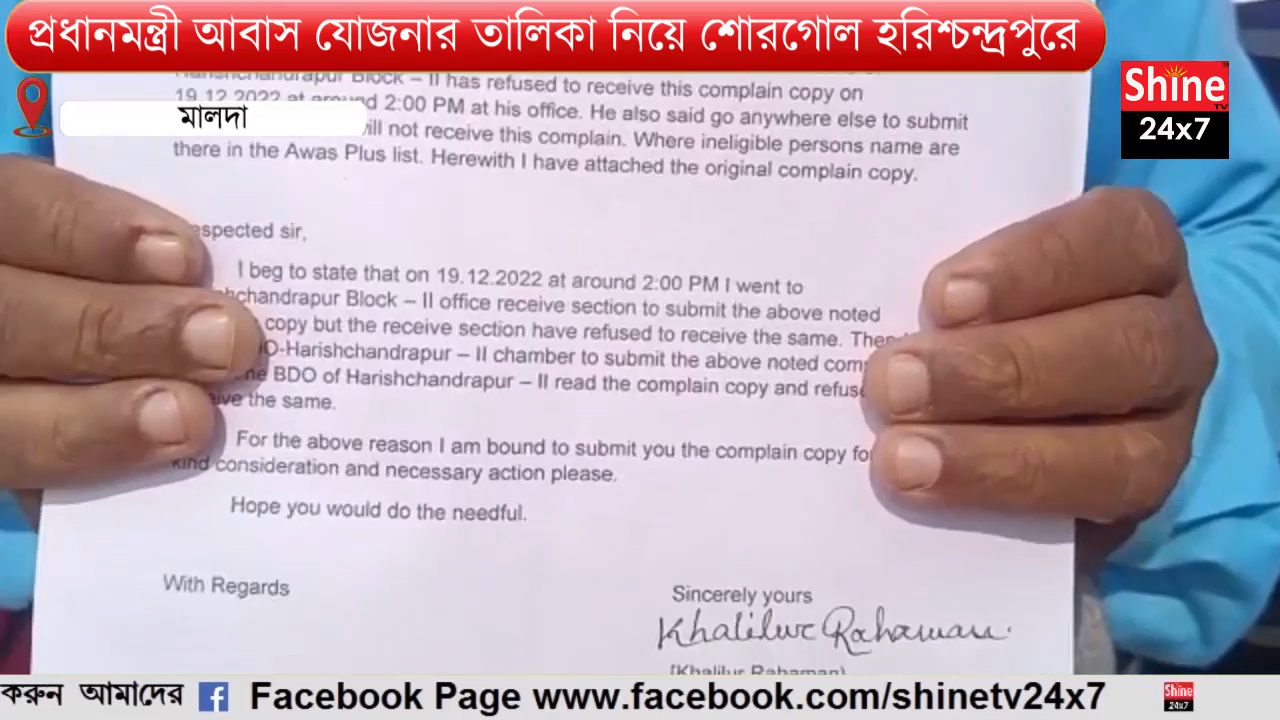 প্রধানমন্ত্রী আবাস যোজনার তালিকা নিয়ে শোরগোল হরিশ্চন্দ্রপুরে
মালদা
Shine
TV
24x7
Harishchandrapur Block – II has refused to receive this complain copy on
19.12.2022 at around 2:00 PM at his office. He also said go anywhere else to submit
will not receive this complain. Where ineligible persons name are
there in the Awas Plus list. Herewith I have attached the original complain copy.
espected sir,
I beg to state that on 19.12.2022 at around 2:00 PM I went to
hchandrapur Block – II office receive section to submit the above noted
copy but the receive section have refused to receive the same. Then
O-Harishchandrapur – II chamber to submit the above noted com
he BDO of Harishchandrapur – II read the complain copy and refuse
eive the same.
For the above reason I am bound to submit you the complain copy fo
kind consideration and necessary action please.
Hope you would do the needful.
With Regards
Sincerely yours
Khalilur Rahaman.
(Khalilur Rahaman)
করুন আমাদের Facebook Page www.facebook.com/shinetv24x7
Shine
24x7